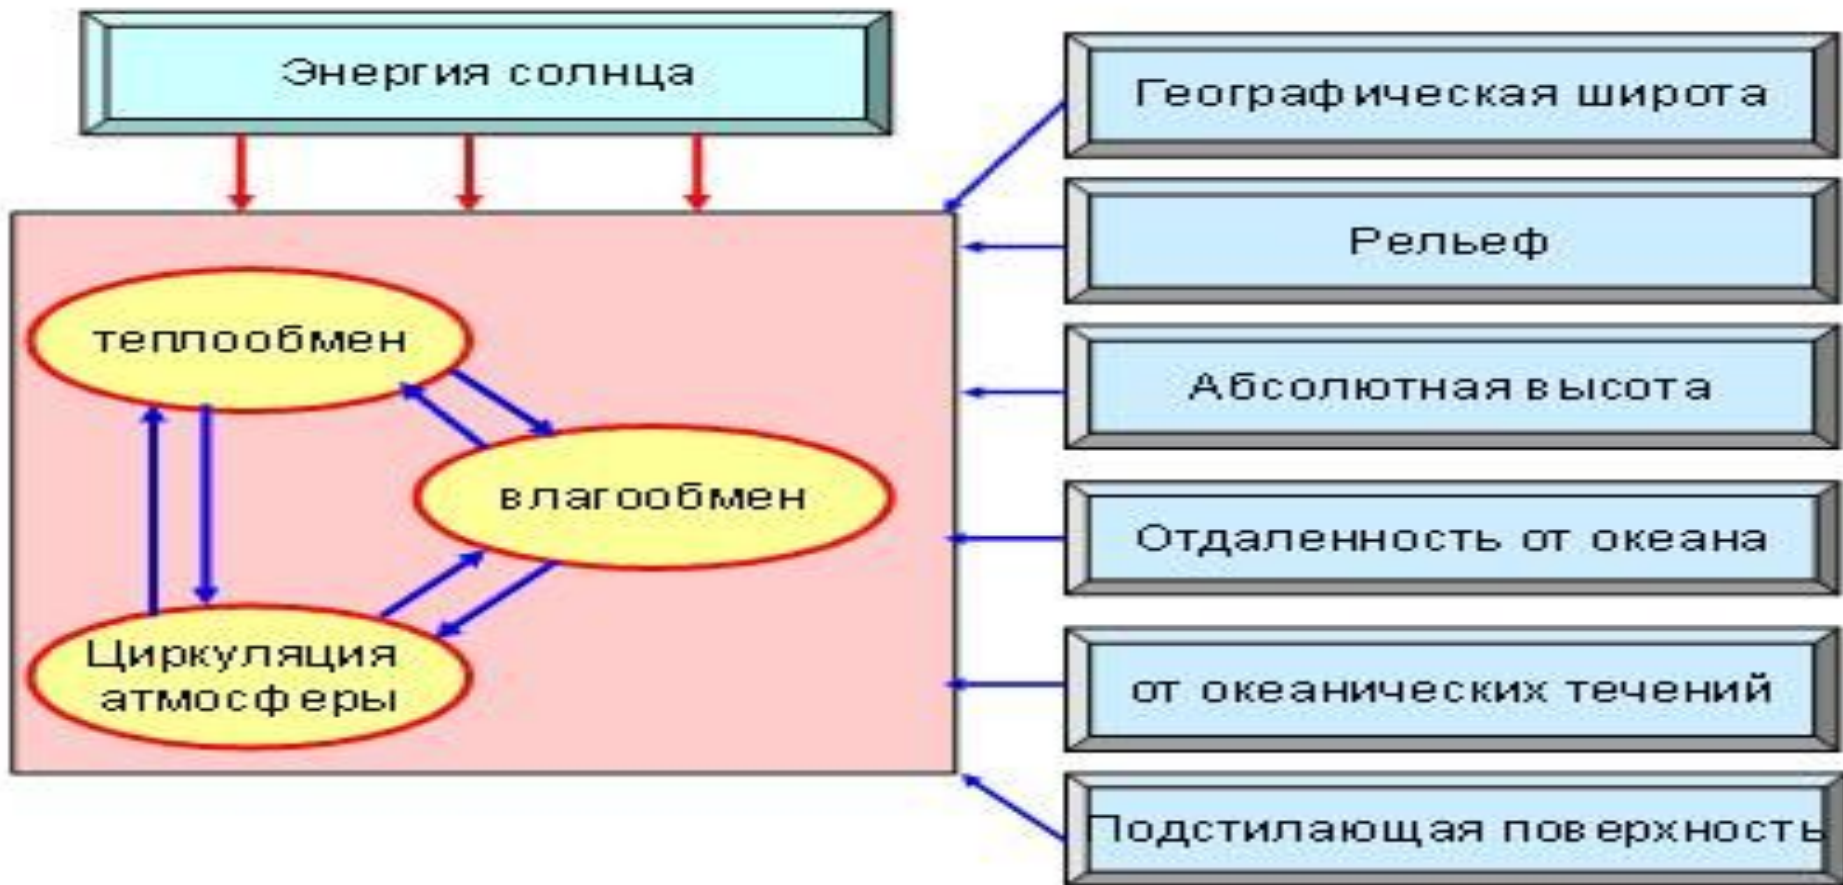 Энергия солнца
Географическая широта
Рельеф
теплообмен
Абсолютная высота
влагообмен
Отдаленность от океана
Циркуляция
атмосферы
от океанических течений
Подстилающая поверхность